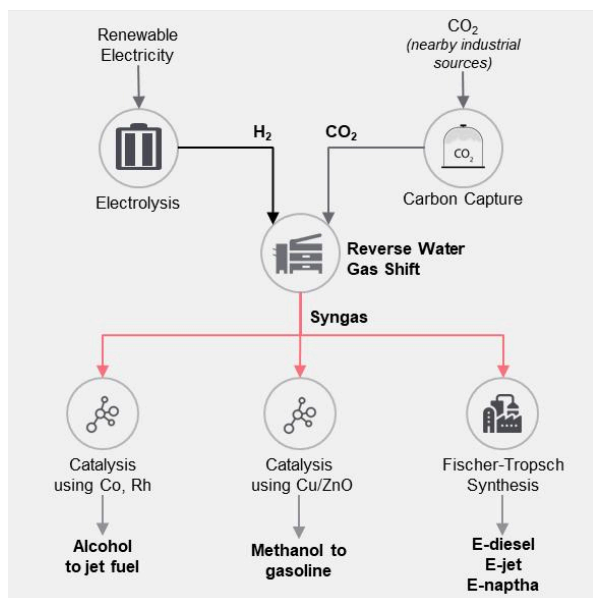 Renewable
Electricity
CO₂
(nearby industrial
sources)
H₂
CO₂
CO₂
Electrolysis
Carbon Capture
Reverse Water
Gas Shift
Syngas
Catalysis
using Co, Rh
Catalysis
using Cu/ZnO
Fischer-Tropsch
Synthesis
Alcohol
to jet fuel
Methanol to
gasoline
E-diesel
E-jet
E-naptha